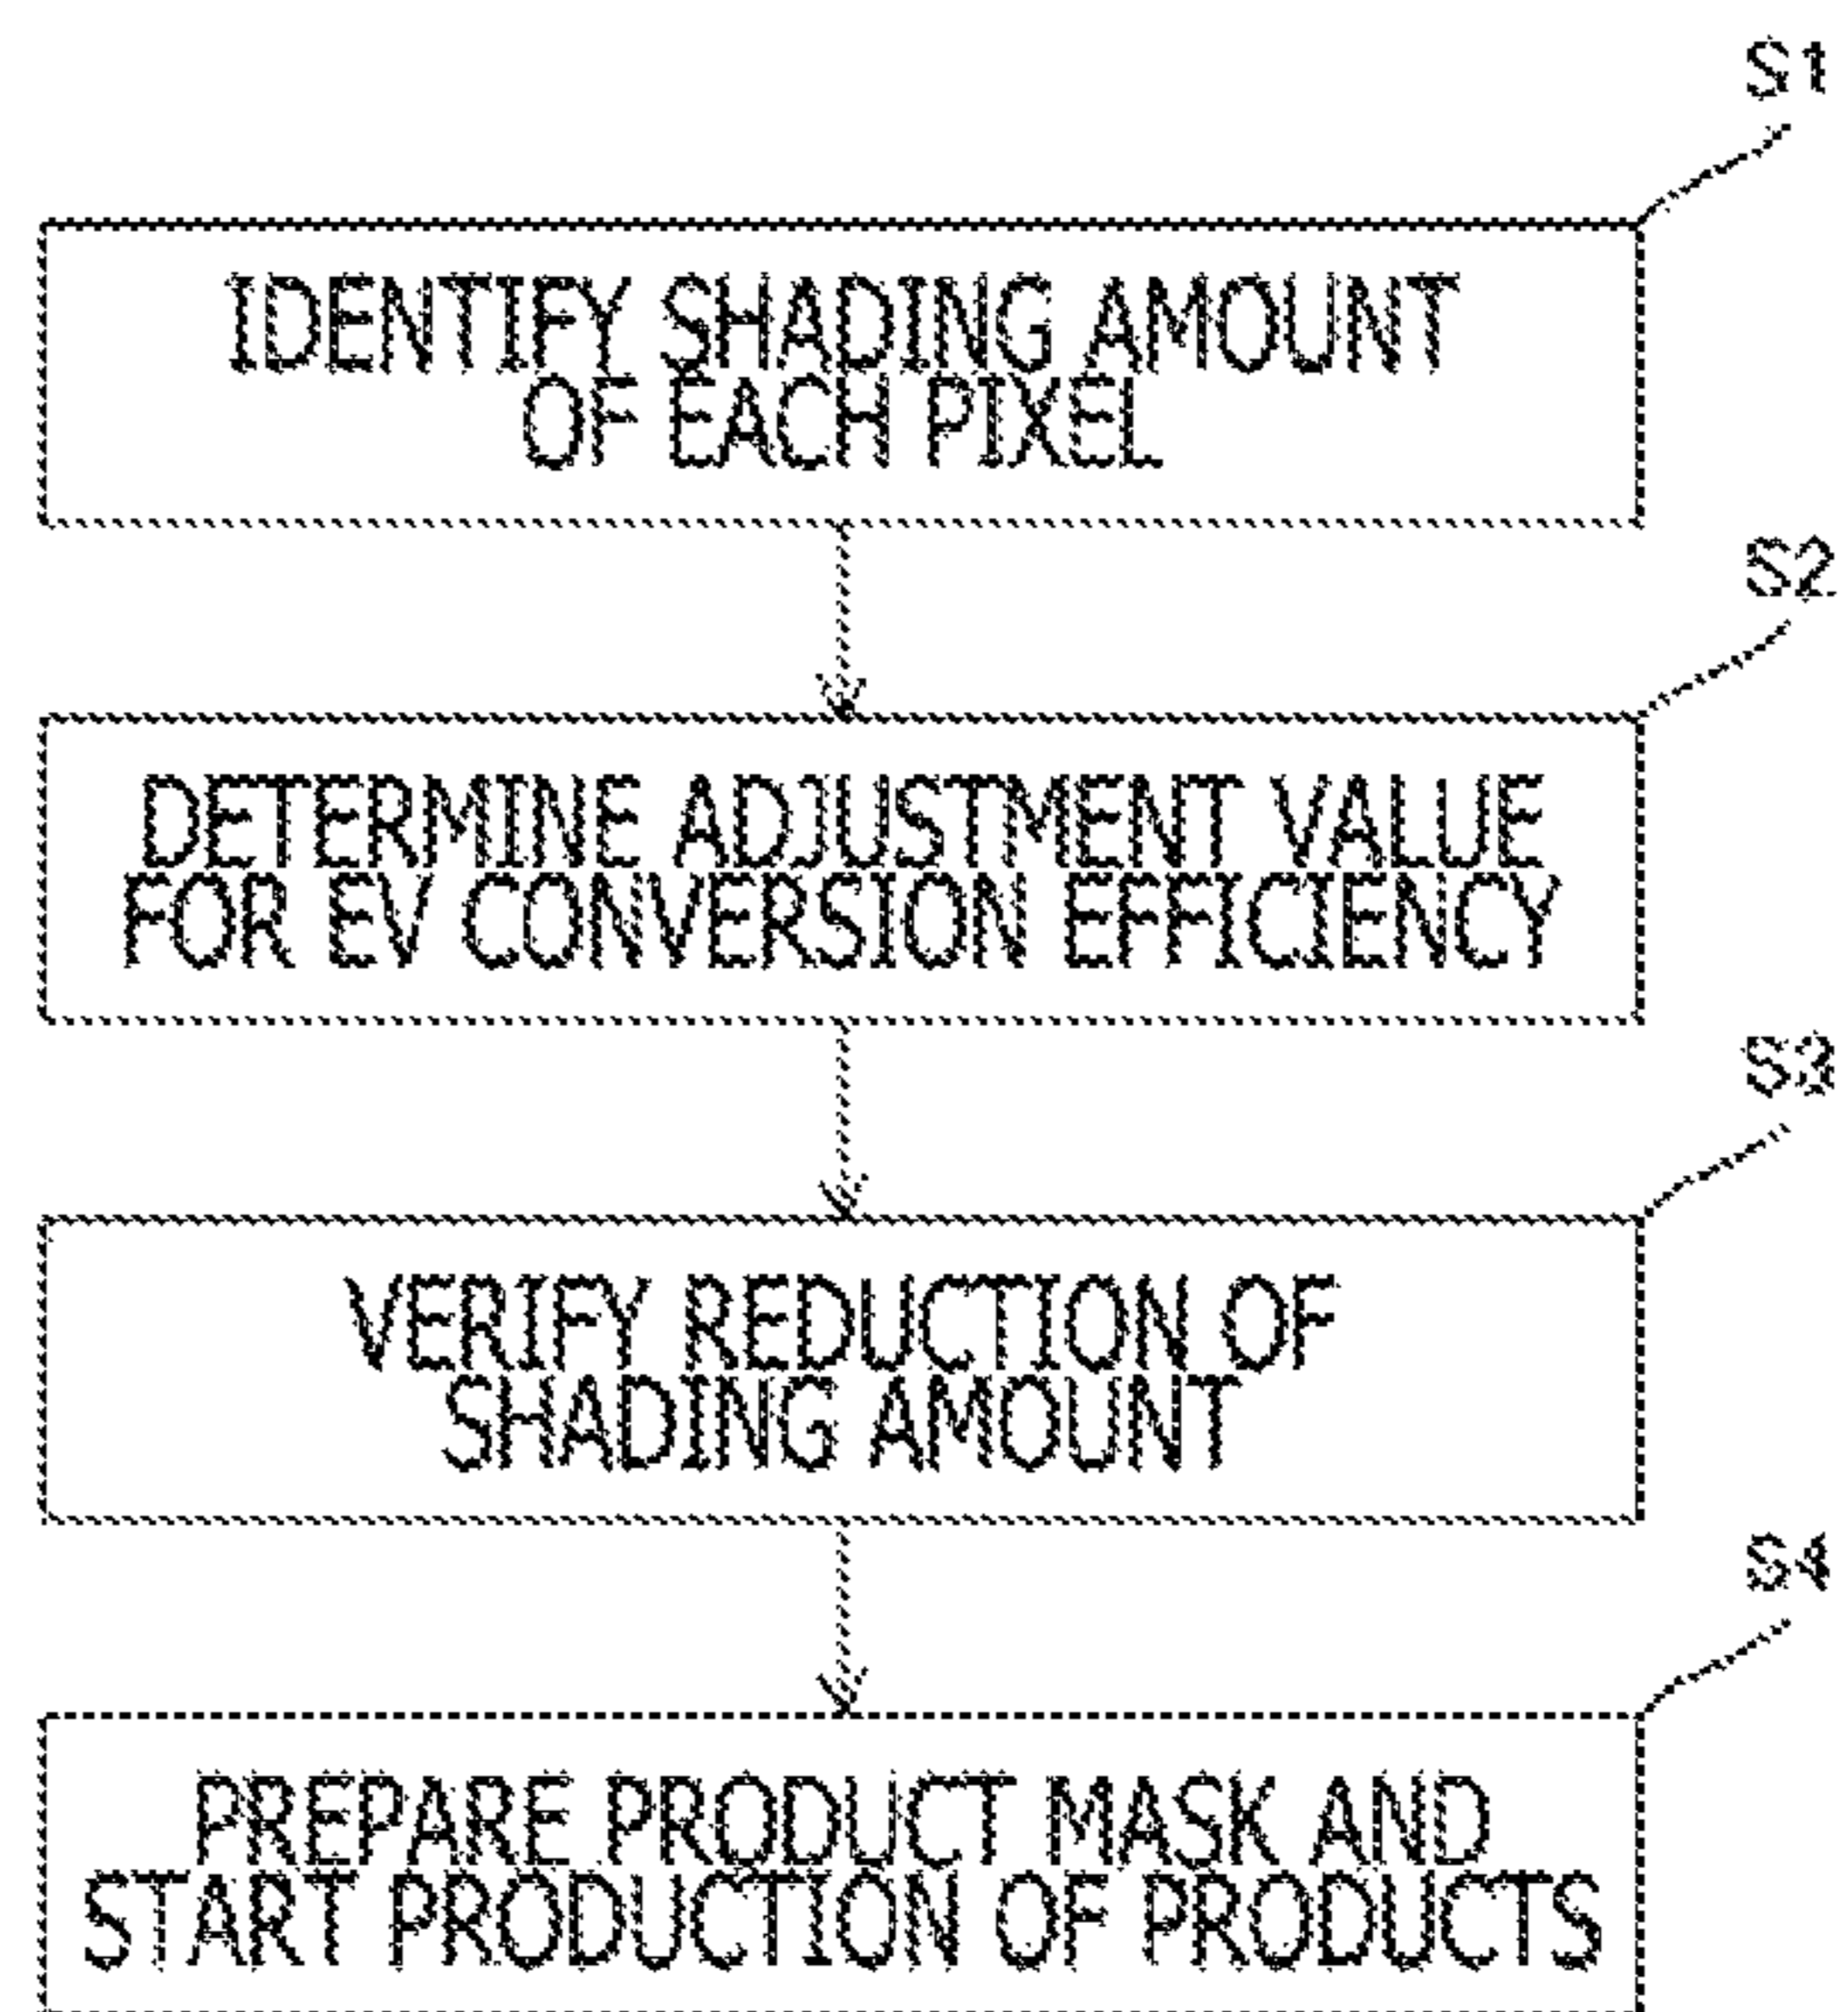 S1
IDENTIFY SHADING AMOUNT
OF EACH PIXEL
S2
DETERMINE ADJUSTMENT VALUE
FOR EV CONVERSION EFFICIENCY
S3
VERIFY REDUCTION OF
SHADING AMOUNT
S4
PREPARE PRODUCT MASK AND
START PRODUCTION OF PRODUCTS